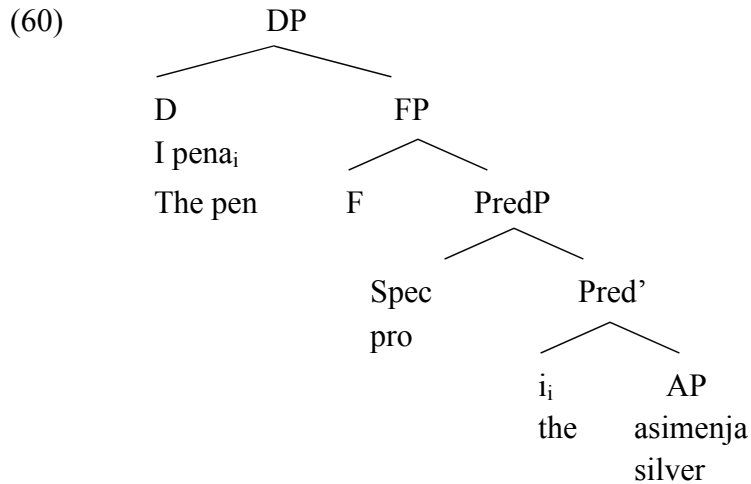 (60) DP
D FP
I penaᵢ
The pen F PredP
Spec Pred’
pro
iᵢ AP
the asimenja
silver